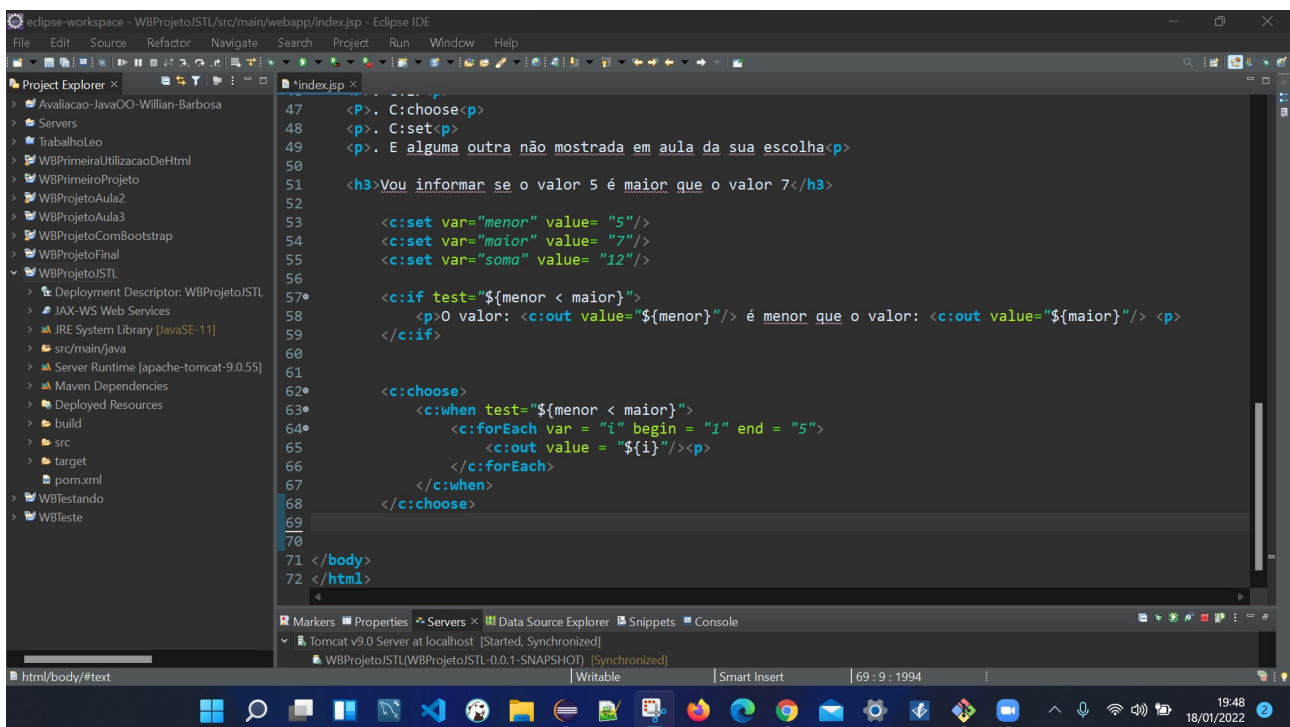 eclipse-workspace - WBProjetoJSTL/src/main/webapp/index.jsp - Eclipse IDE
File Edit Source Refactor Navigate Search Project Run Window Help
Project Explorer ×
Avaliacao-JavaOO-Willian-Barbosa
Servers
TrabalhoLeo
WBPrimeiraUtilizacaoDeHtml
WBPrimeiroProjeto
WBProjetoAula2
WBProjetoAula3
WBProjetoComBootstrap
WBProjetoFinal
WBProjetoJSTL
Deployment Descriptor: WBProjetoJSTL
JAX-WS Web Services
JRE System Library [JavaSE-11]
src/main/java
Server Runtime [apache-tomcat-9.0.55]
Maven Dependencies
Deployed Resources
build
src
target
pom.xml
WBTestando
WBTeste
*index.jsp ×
47 <P>. C:choose<p>
48 <p>. C:set<p>
49 <p>. E alguma outra não mostrada em aula da sua escolha<p>
50
51 <h3>Vou informar se o valor 5 é maior que o valor 7</h3>
52
53 <c:set var="menor" value= "5"/>
54 <c:set var="maior" value= "7"/>
55 <c:set var="soma" value= "12"/>
56
57 <c:if test="${menor < maior}">
58 <p>O valor: <c:out value="${menor}"/> é menor que o valor: <c:out value="${maior}"/> <p>
59 </c:if>
60
61
62 <c:choose>
63 <c:when test="${menor < maior}">
64 <c:forEach var = "i" begin = "1" end = "5">
65 <c:out value = "${i}"/><p>
66 </c:forEach>
67 </c:when>
68 </c:choose>
69
70
71 </body>
72 </html>
Markers Properties Servers × Data Source Explorer Snippets Console
Tomcat v9.0 Server at localhost [Started, Synchronized]
WBProjetoJSTL(WBProjetoJSTL-0.0.1-SNAPSHOT) [Synchronized]
html/body/#text Writable Smart Insert 69 : 9 : 1994
19:48
18/01/2022
2